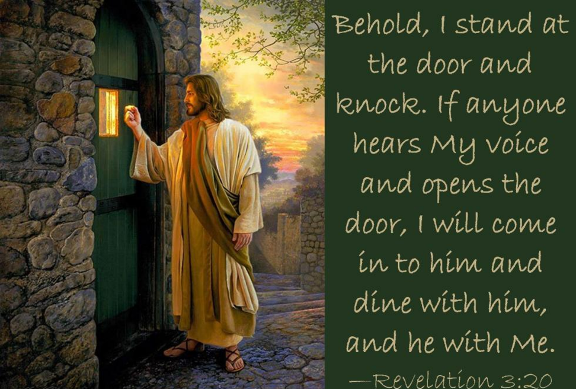 Behold, I stand at
the door and
knock. If anyone
hears My voice
and opens the
door, I will come
in to him and
dine with him,
and he with Me.
—Revelation 3:20